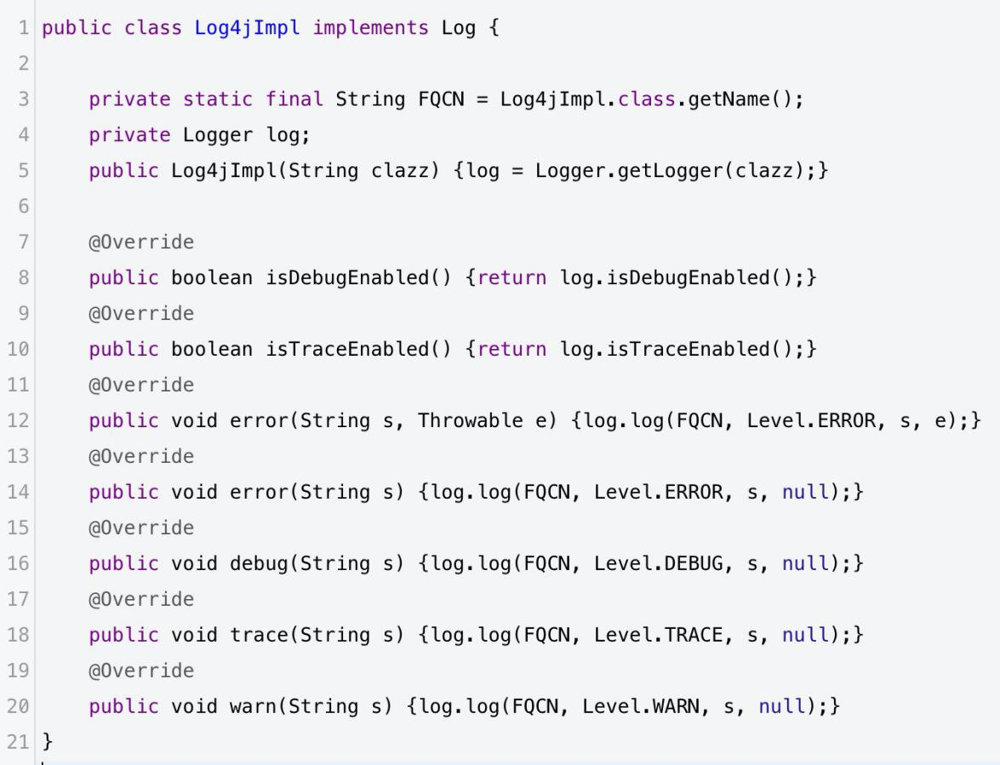 1 public class Log4jImpl implements Log {
2
3     private static final String FQCN = Log4jImpl.class.getName();
4     private Logger log;
5     public Log4jImpl(String clazz) {log = Logger.getLogger(clazz);}
6
7     @Override
8     public boolean isDebugEnabled() {return log.isDebugEnabled();}
9     @Override
10     public boolean isTraceEnabled() {return log.isTraceEnabled();}
11     @Override
12     public void error(String s, Throwable e) {log.log(FQCN, Level.ERROR, s, e);}
13     @Override
14     public void error(String s) {log.log(FQCN, Level.ERROR, s, null);}
15     @Override
16     public void debug(String s) {log.log(FQCN, Level.DEBUG, s, null);}
17     @Override
18     public void trace(String s) {log.log(FQCN, Level.TRACE, s, null);}
19     @Override
20     public void warn(String s) {log.log(FQCN, Level.WARN, s, null);}
21 }